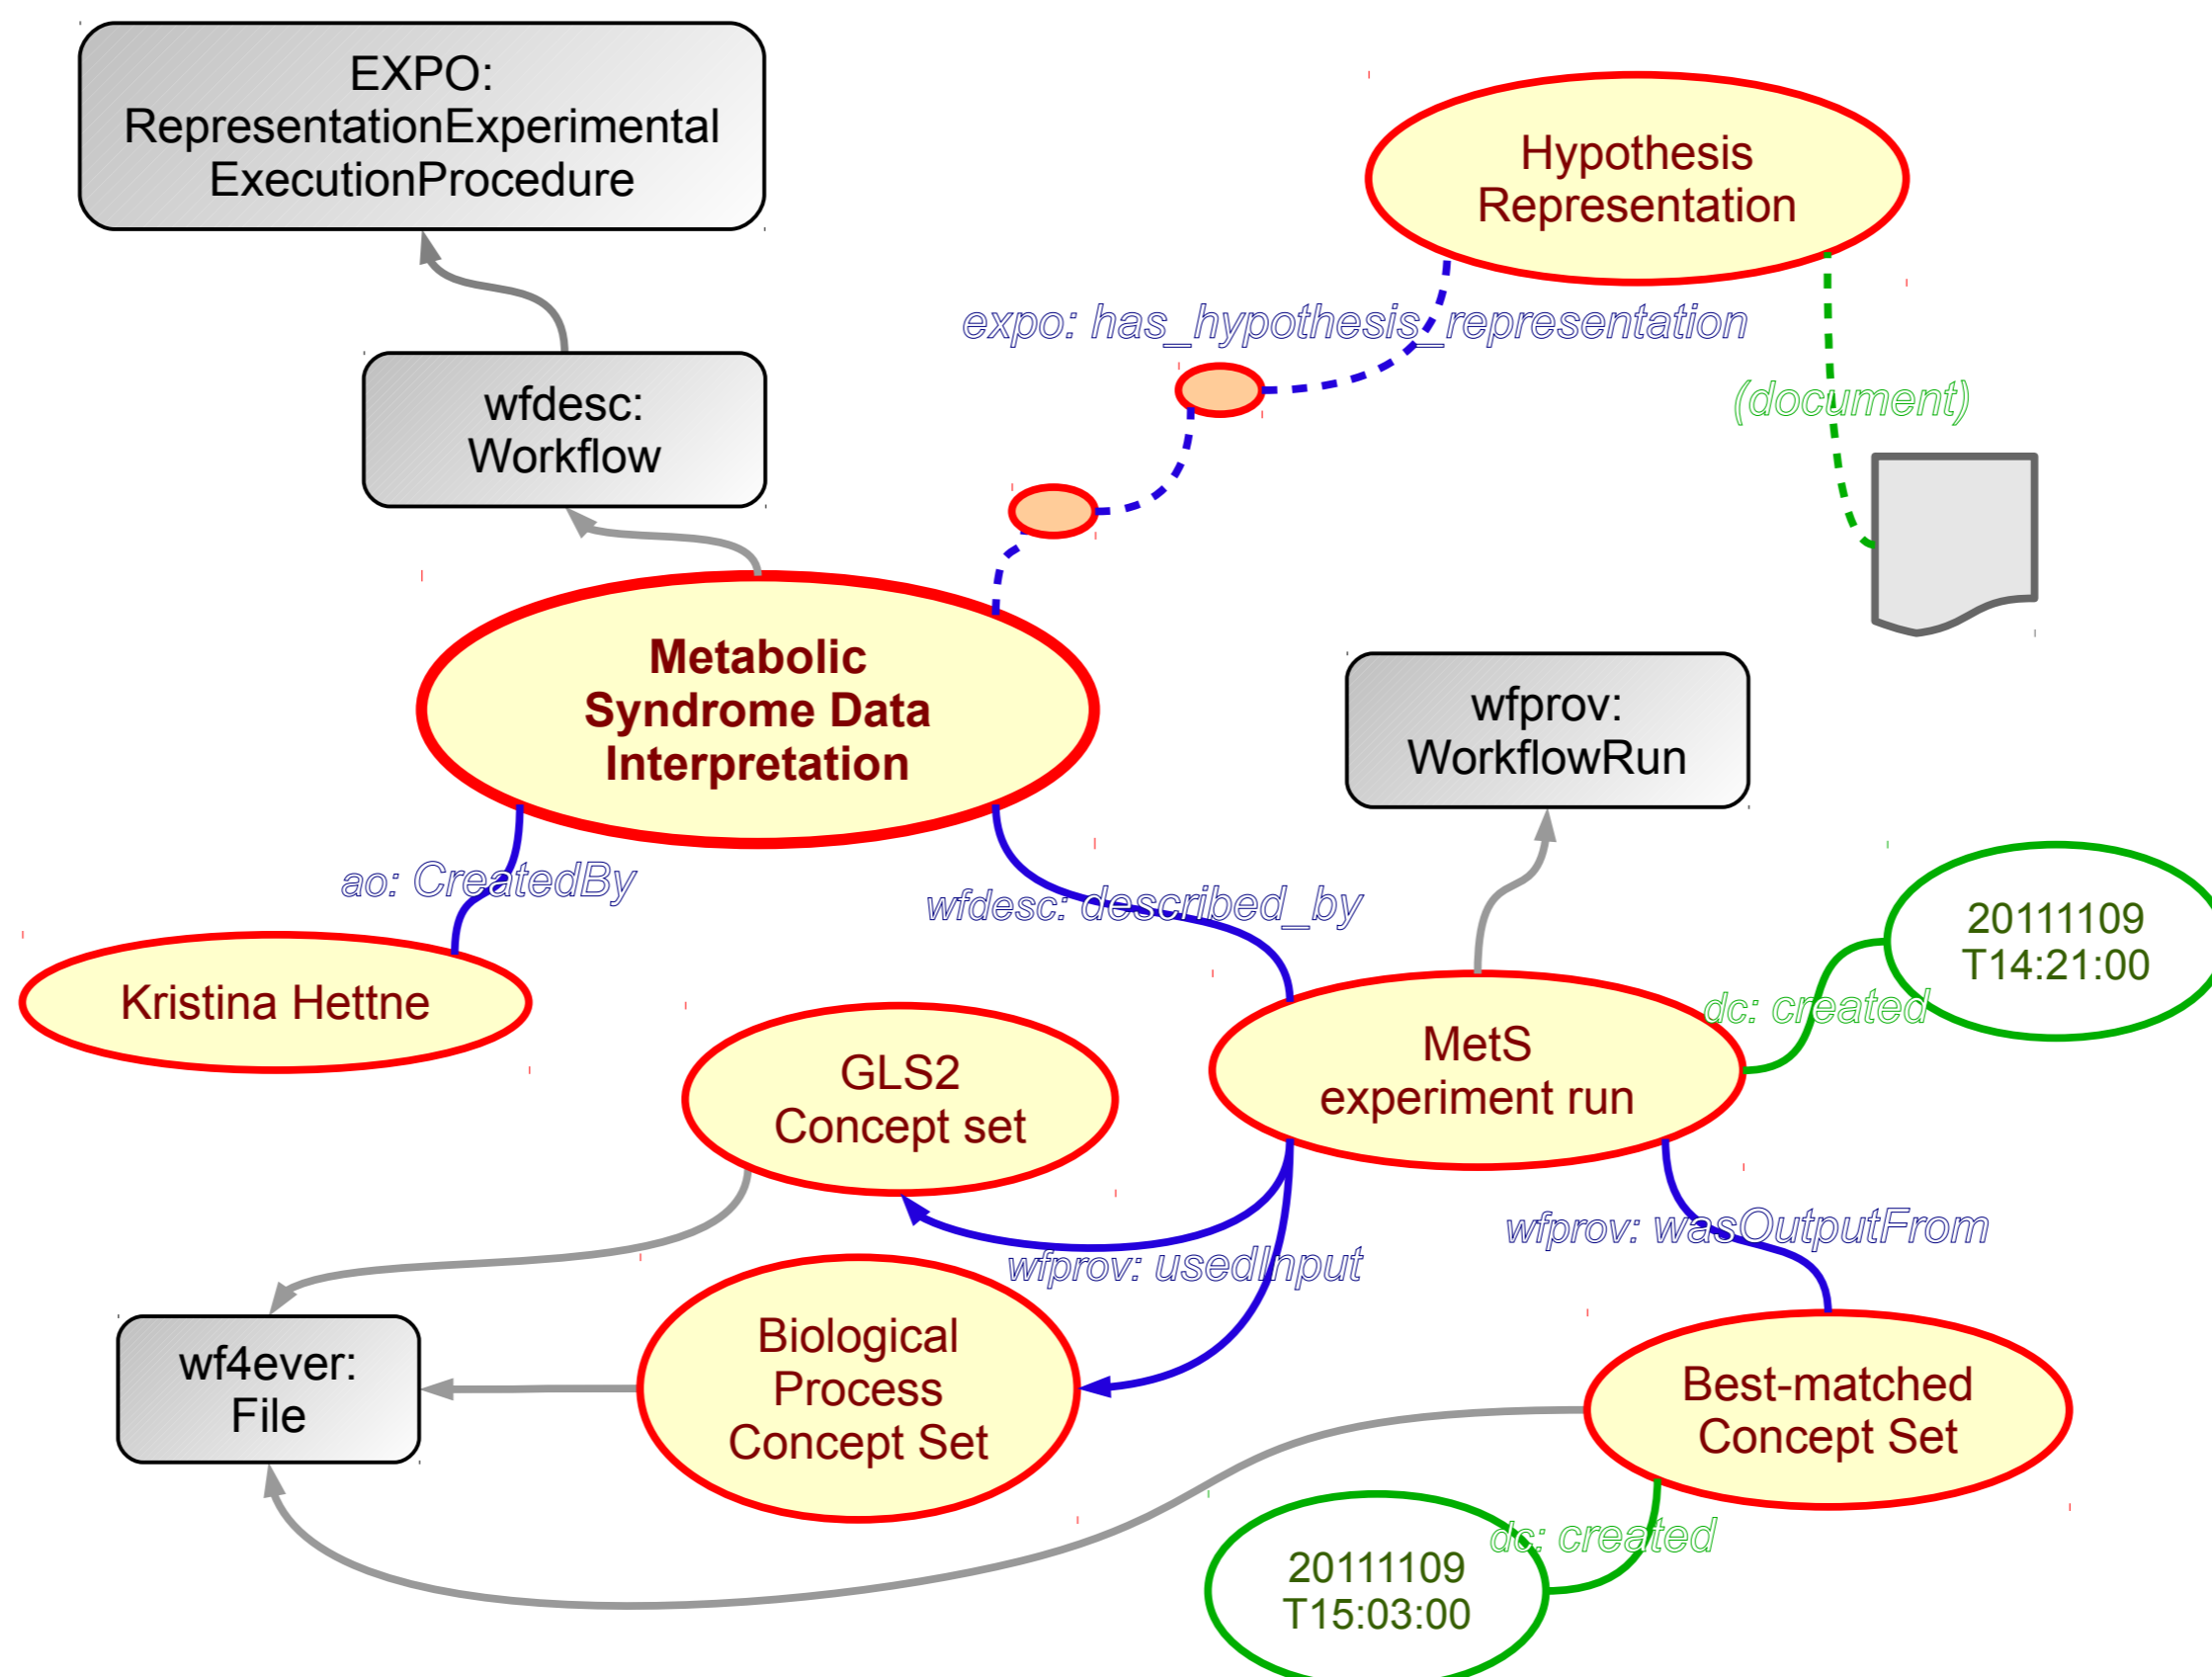 EXPO:
RepresentationExperimental
ExecutionProcedure
Hypothesis
Representation
expo: has_hypothesis_representation
wfdesc:
Workflow
(document)
Metabolic
Syndrome Data
Interpretation
wfprov:
WorkflowRun
ao: CreatedBy
wfdesc: described_by
20111109
T14:21:00
Kristina Hettne
dc: created
GLS2
Concept set
MetS
experiment run
wfprov: wasOutputFrom
wfprov: usedInput
Biological
Process
Concept Set
wf4ever:
File
Best-matched
Concept Set
dc: created
20111109
T15:03:00